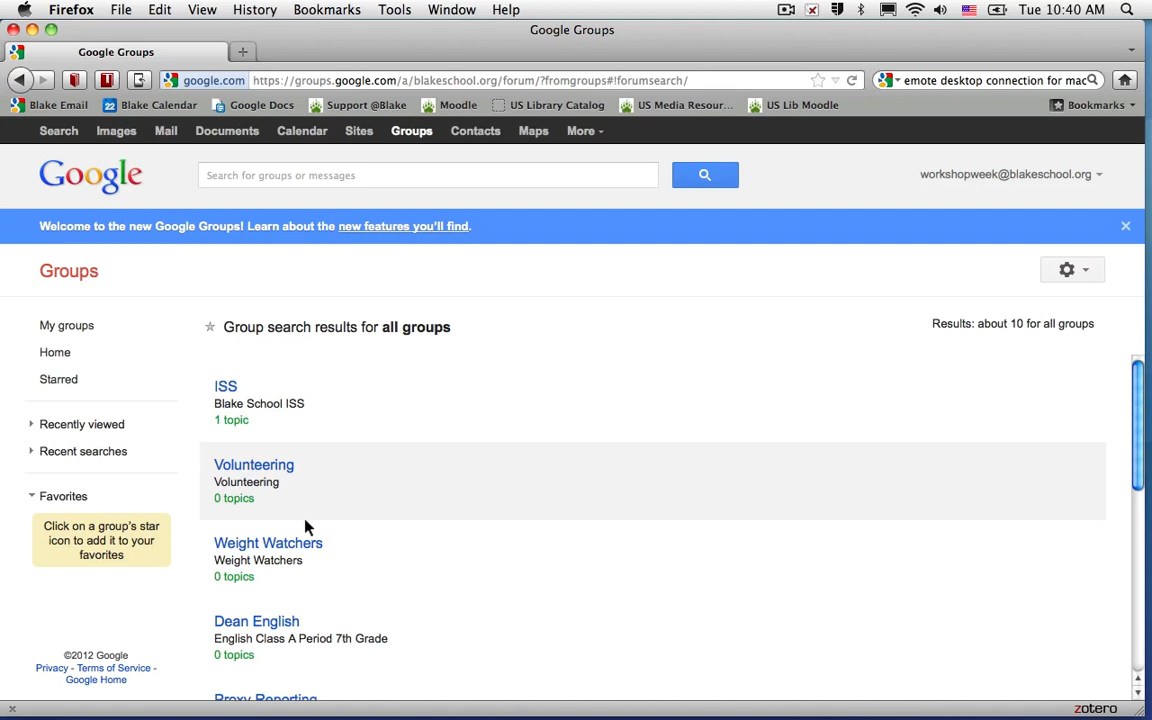 Firefox File Edit View History Bookmarks Tools Window Help Tue 10:40 AM
Google Groups
Google Groups
google.com https://groups.google.com/a/blakeschool.org/forum/?fromgroups#!forumsearch/ emote desktop connection for mac
Blake Email 22 Blake Calendar Google Docs Support @Blake Moodle US Library Catalog US Media Resour... US Lib Moodle Bookmarks
Search Images Mail Documents Calendar Sites Groups Contacts Maps More
Google Search for groups or messages workshopweek@blakeschool.org
Welcome to the new Google Groups! Learn about the new features you'll find.
Groups
My groups
Home
Starred
Recently viewed
Recent searches
Favorites
Click on a group's star
icon to add it to your
favorites
©2012 Google
Privacy - Terms of Service -
Google Home
Group search results for all groups
Results: about 10 for all groups
ISS
Blake School ISS
1 topic
Volunteering
Volunteering
0 topics
Weight Watchers
Weight Watchers
0 topics
Dean English
English Class A Period 7th Grade
0 topics
Proxy Reporting
zotero